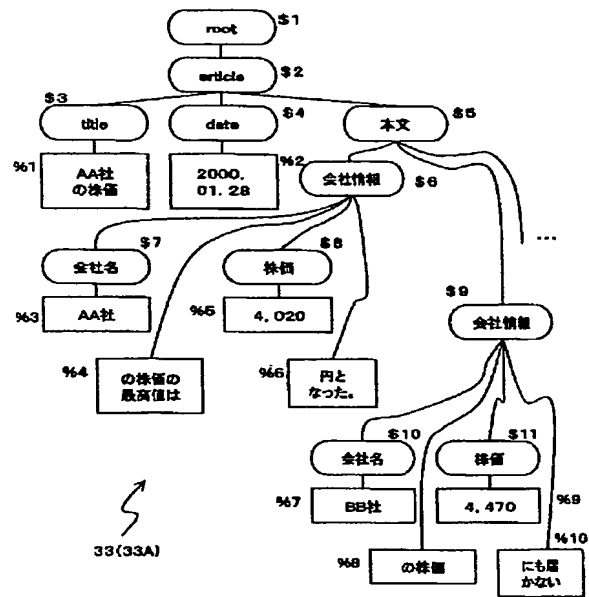 root
$1
article
$2
$3
title
date
$4
本文
$5
%1
AA社
の株価
2000.
01. 28
%2
会社情報
$6
...
$7
会社名
$8
株価
%3
AA社
%5
4, 020
$9
会社情報
%4
の株価の
最高値は
%6
円と
なった。
$10
会社名
$11
株価
%7
BB社
4, 470
%9
%8
の株価
%10
にも届
かない
33(33A)